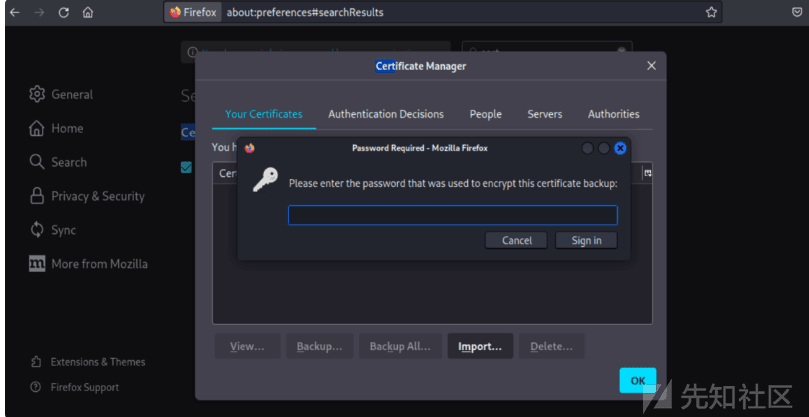 Firefox about:preferences#searchResults
Certificate Manager
General
Your Certificates Authentication Decisions People Servers Authorities
Home
You h
Password Required - Mozilla Firefox
Search
Cer
Please enter the password that was used to encrypt this certificate backup:
Privacy & Security
Sync
Cancel Sign in
More from Mozilla
View... Backup... Backup All... Import... Delete...
Extensions & Themes
Firefox Support
OK
先知社区